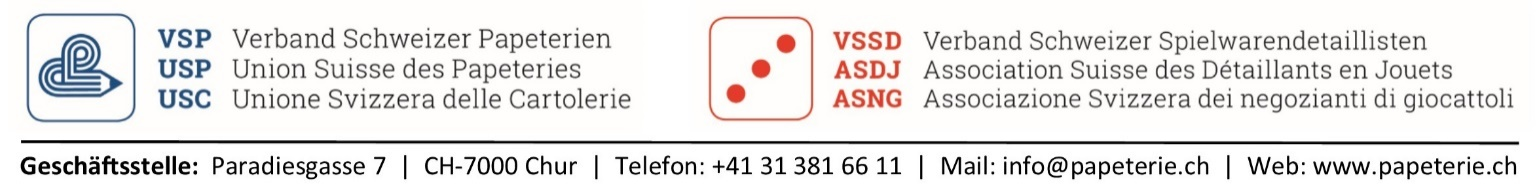 VSP Verband Schweizer Papeterien
USP Union Suisse des Papeteries
USC Unione Svizzera delle Cartolerie
VSSD Verband Schweizer Spielwarendetaillisten
ASDJ Association Suisse des Détaillants en Jouets
ASNG Associazione Svizzera dei negozianti di giocattoli
Geschäftsstelle: Paradiesgasse 7 | CH-7000 Chur | Telefon: +41 31 381 66 11 | Mail: info@papeterie.ch | Web: www.papeterie.ch